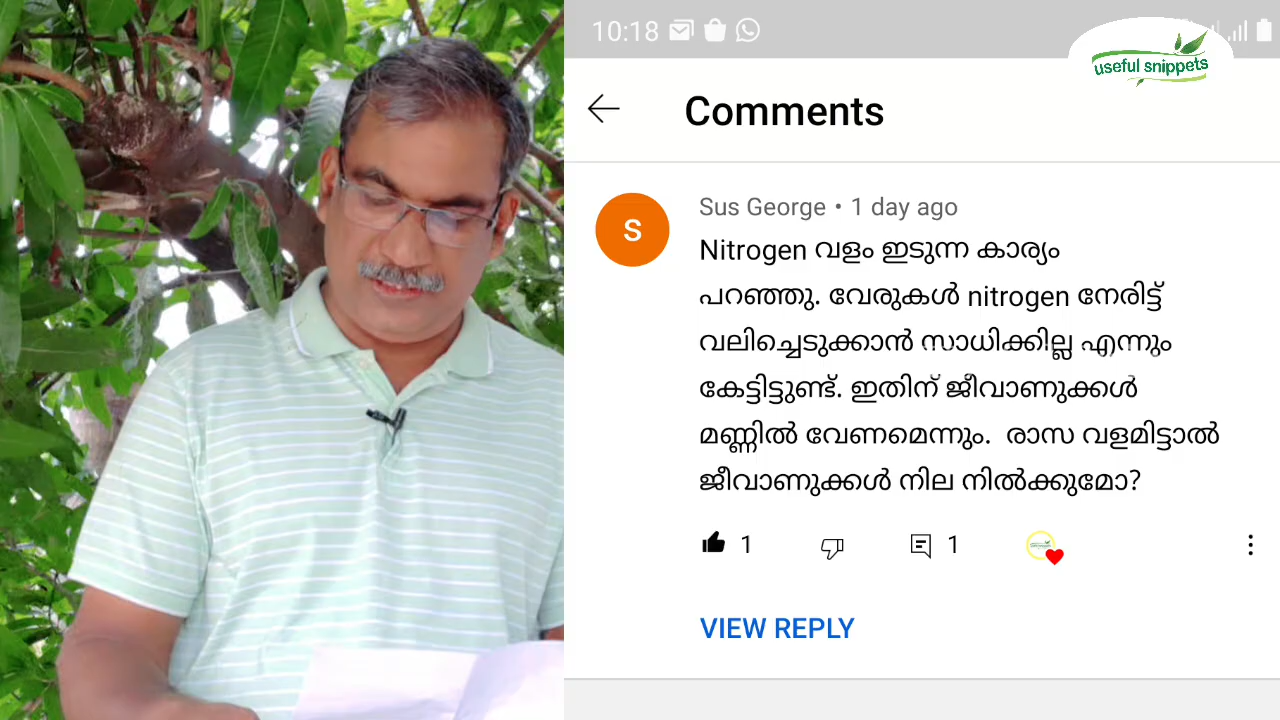 10:18
useful snippets
Comments
S
Sus George • 1 day ago
Nitrogen വളം ഇടുന്ന കാര്യം
പറഞ്ഞു. വേരുകൾ nitrogen നേരിട്ട്
വലിച്ചെടുക്കാൻ സാധിക്കില്ല എന്നും
കേട്ടിട്ടുണ്ട്. ഇതിന് ജീവാണുക്കൾ
മണ്ണിൽ വേണമെന്നും. രാസ വളമിട്ടാൽ
ജീവാണുക്കൾ നില നിൽക്കുമോ?
1
1
VIEW REPLY